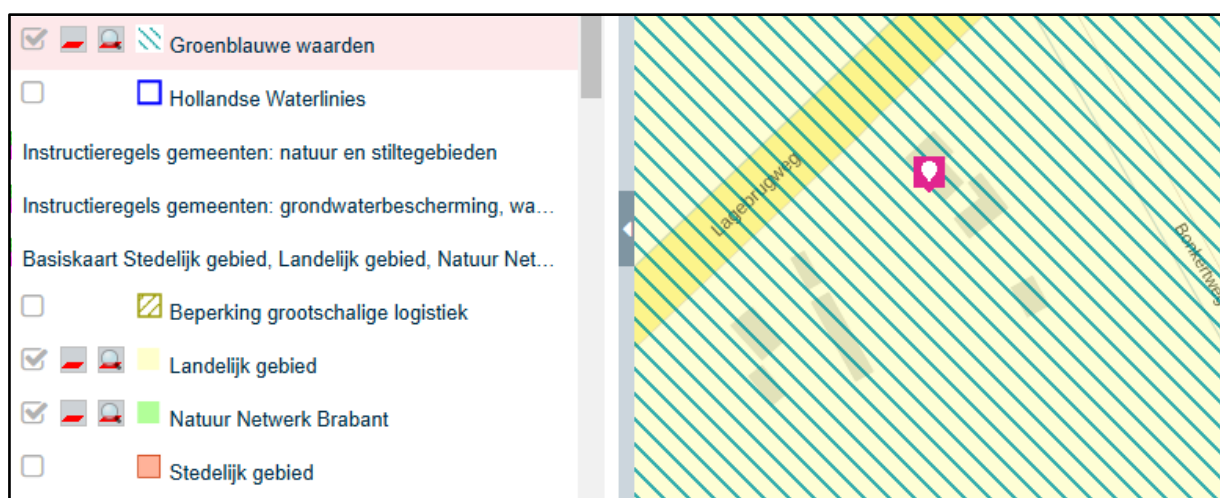 Groenblauwe waarden
Hollandse Waterlinies
Instructieregels gemeenten: natuur en stiltegebieden
Instructieregels gemeenten: grondwaterbescherming, wa...
Basiskaart Stedelijk gebied, Landelijk gebied, Natuur Net...
Beperking grootschalige logistiek
Landelijk gebied
Natuur Netwerk Brabant
Stedelijk gebied
Lagebrugweg
Bonkertweg